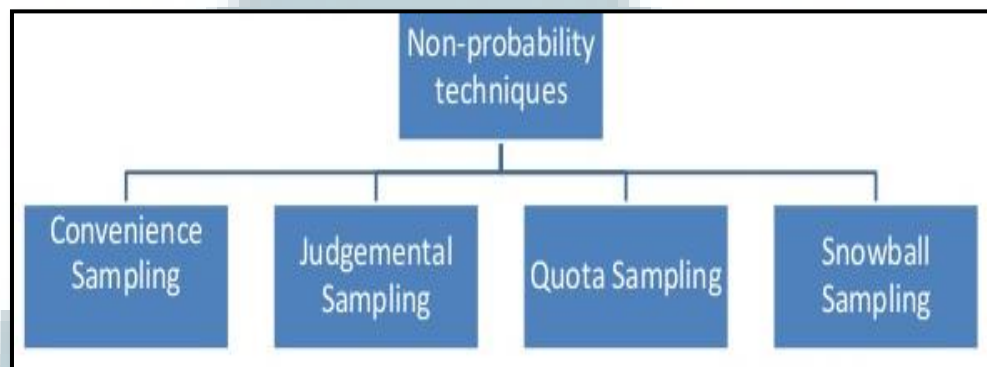 Non-probability
techniques
Convenience
Sampling
Judgemental
Sampling
Quota Sampling
Snowball
Sampling